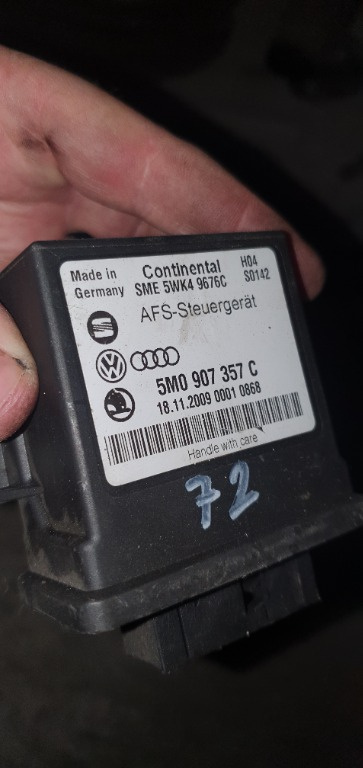 Made in
Germany
Continental
SME 5WK4 9676C
H04
S0142
AFS-Steuergerät
5M0 907 357 C
18.11.2009 0001 0868
Handle with care
72